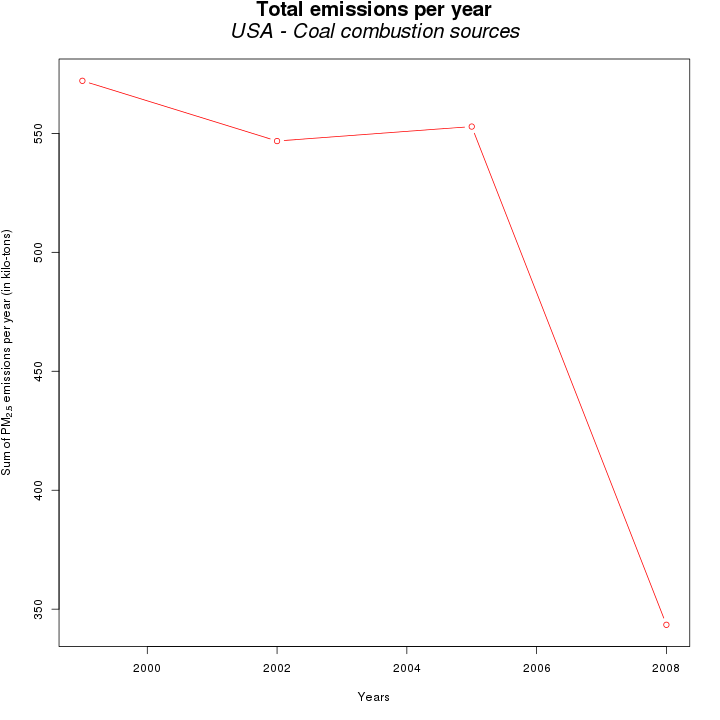 Total emissions per year
USA - Coal combustion sources
Sum of PM2.5 emissions per year (in kilo-tons)
550
500
450
400
350
2000 2002 2004 2006 2008
Years